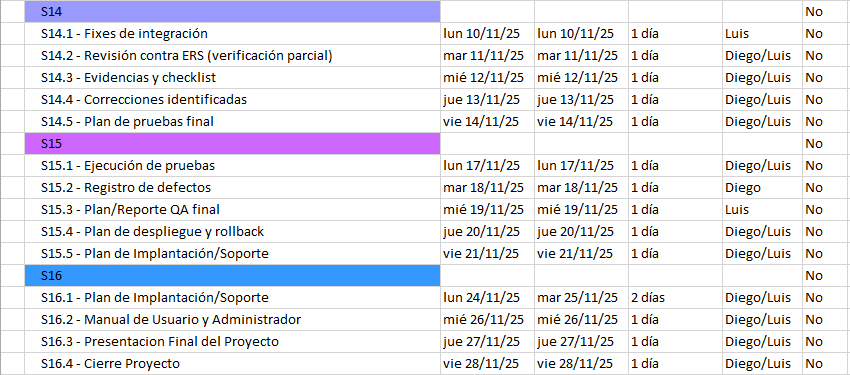 S14 No
S14.1 - Fixes de integración lun 10/11/25 lun 10/11/25 1 día Luis No
S14.2 - Revisión contra ERS (verificación parcial) mar 11/11/25 mar 11/11/25 1 día Diego/Luis No
S14.3 - Evidencias y checklist mié 12/11/25 mié 12/11/25 1 día Diego/Luis No
S14.4 - Correcciones identificadas jue 13/11/25 jue 13/11/25 1 día Diego/Luis No
S14.5 - Plan de pruebas final vie 14/11/25 vie 14/11/25 1 día Diego/Luis No
S15 No
S15.1 - Ejecución de pruebas lun 17/11/25 lun 17/11/25 1 día Diego/Luis No
S15.2 - Registro de defectos mar 18/11/25 mar 18/11/25 1 día Diego No
S15.3 - Plan/Reporte QA final mié 19/11/25 mié 19/11/25 1 día Luis No
S15.4 - Plan de despliegue y rollback jue 20/11/25 jue 20/11/25 1 día Diego/Luis No
S15.5 - Plan de Implantación/Soporte vie 21/11/25 vie 21/11/25 1 día Diego/Luis No
S16 No
S16.1 - Plan de Implantación/Soporte lun 24/11/25 mar 25/11/25 2 días Diego/Luis No
S16.2 - Manual de Usuario y Administrador mié 26/11/25 mié 26/11/25 1 día Diego/Luis No
S16.3 - Presentacion Final del Proyecto jue 27/11/25 jue 27/11/25 1 día Diego/Luis No
S16.4 - Cierre Proyecto vie 28/11/25 vie 28/11/25 1 día Diego/Luis No